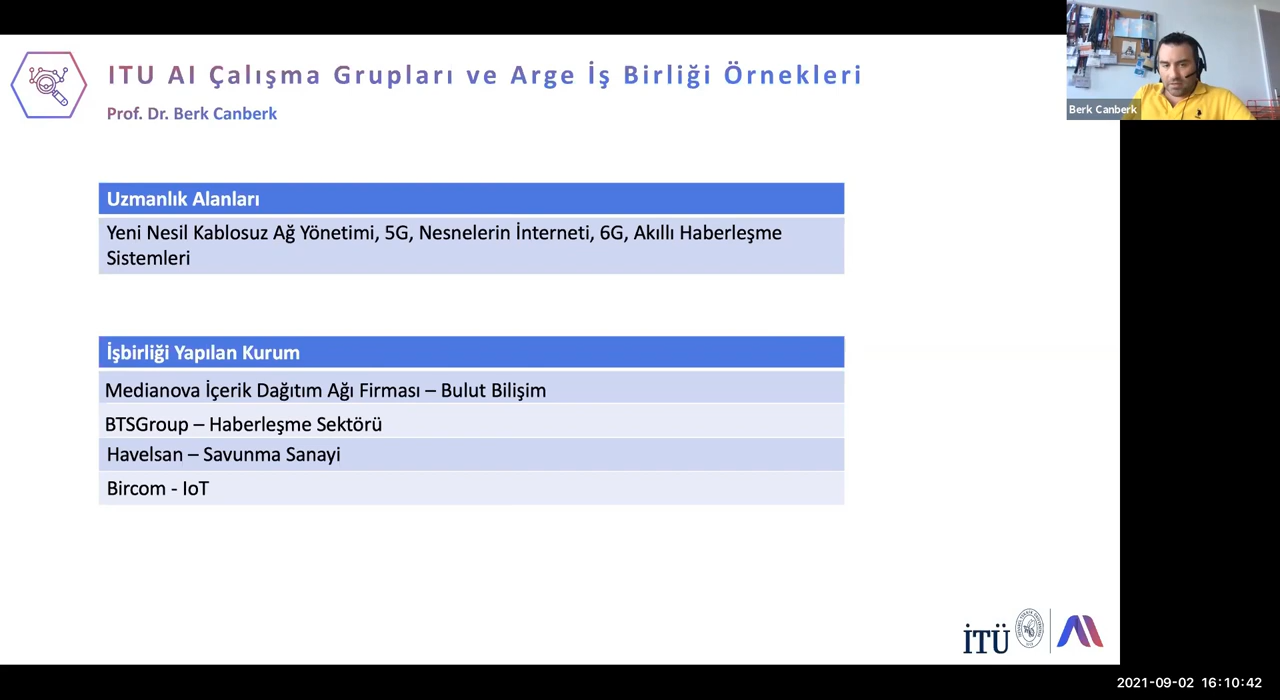 ITU AI Çalışma Grupları ve Arge İş Birliği Örnekleri
Prof. Dr. Berk Canberk
Berk Canberk
Uzmanlık Alanları
Yeni Nesil Kablosuz Ağ Yönetimi, 5G, Nesnelerin İnterneti, 6G, Akıllı Haberleşme
Sistemleri
İşbirliği Yapılan Kurum
Medianova İçerik Dağıtım Ağı Firması – Bulut Bilişim
BTSGroup – Haberleşme Sektörü
Havelsan – Savunma Sanayi
Bircom - IoT
İTÜ
2021-09-02 16:10:42